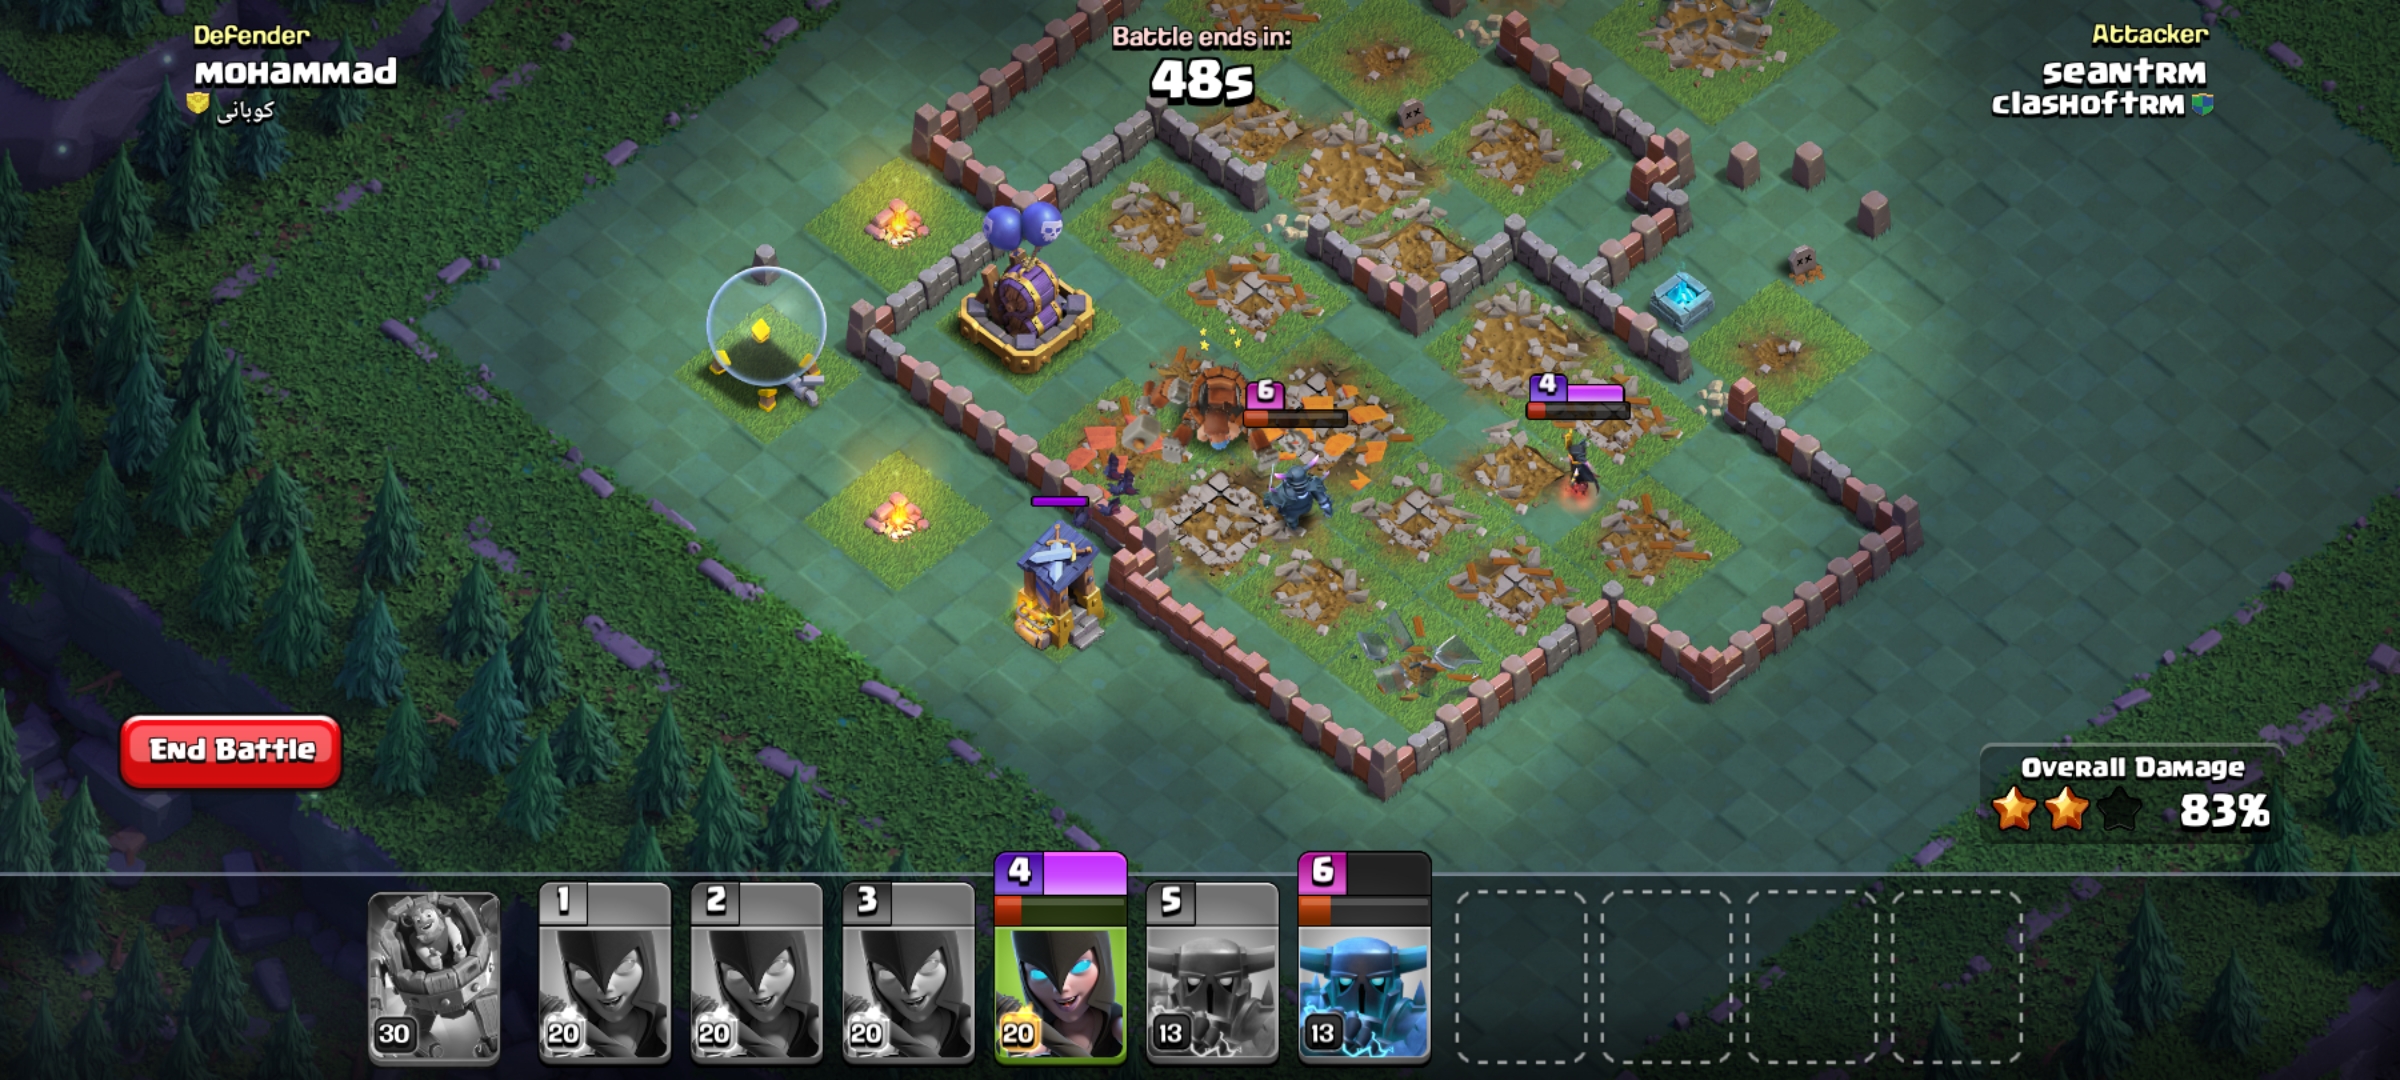 Defender
Mohammad
كوبانى
Battle ends in:
48s
Attacker
seantRM
clashoftRM
6
4
End Battle
Overall Damage
83%
30
1
20
2
20
3
20
4
20
5
13
6
13